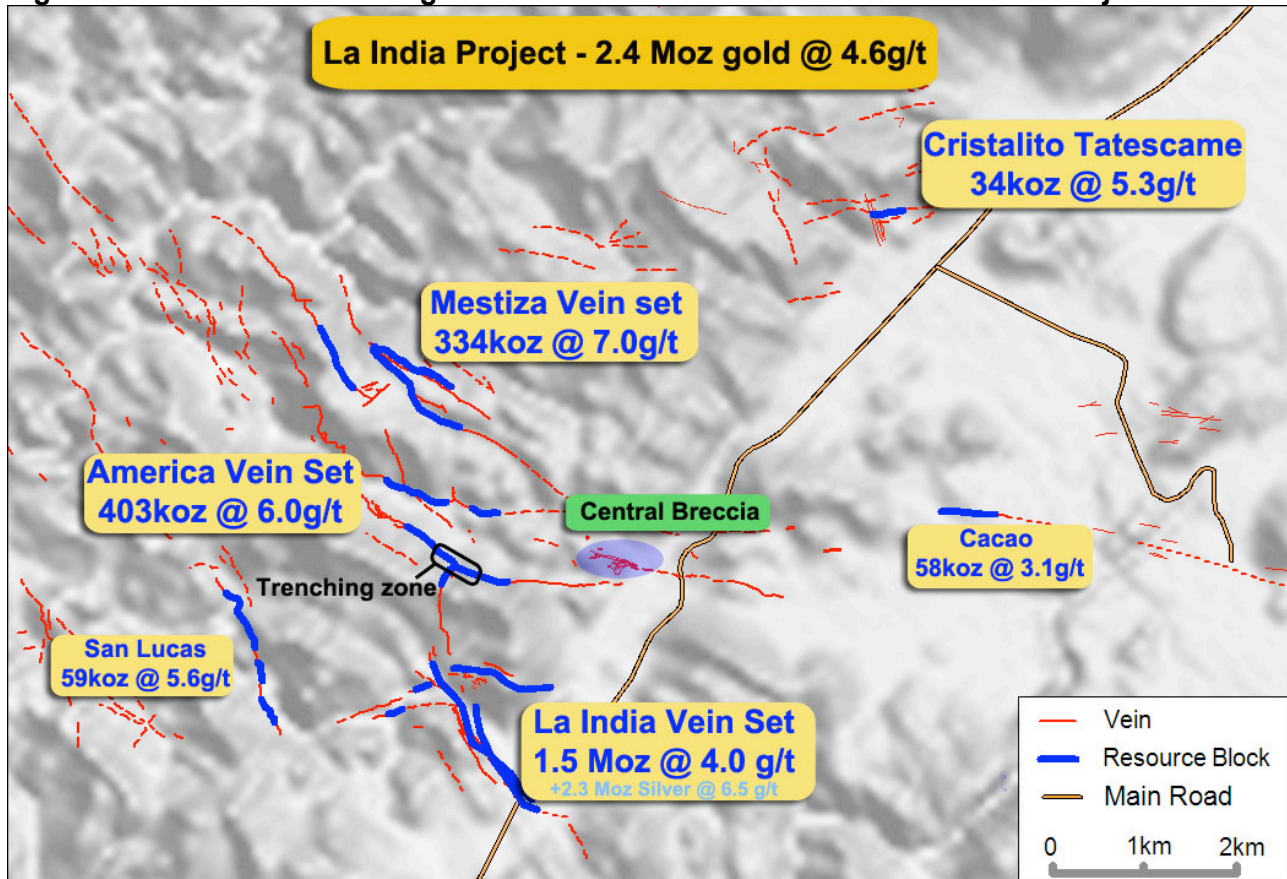 La India Project - 2.4 Moz gold @ 4.6g/t
Cristalito Tatescame
34koz @ 5.3g/t
Mestiza Vein set
334koz @ 7.0g/t
America Vein Set
403koz @ 6.0g/t
Central Breccia
Cacao
58koz @ 3.1g/t
Trenching zone
San Lucas
59koz @ 5.6g/t
La India Vein Set
1.5 Moz @ 4.0 g/t
+2.3 Moz Silver @ 6.5 g/t
Vein
Resource Block
Main Road
0 1km 2km